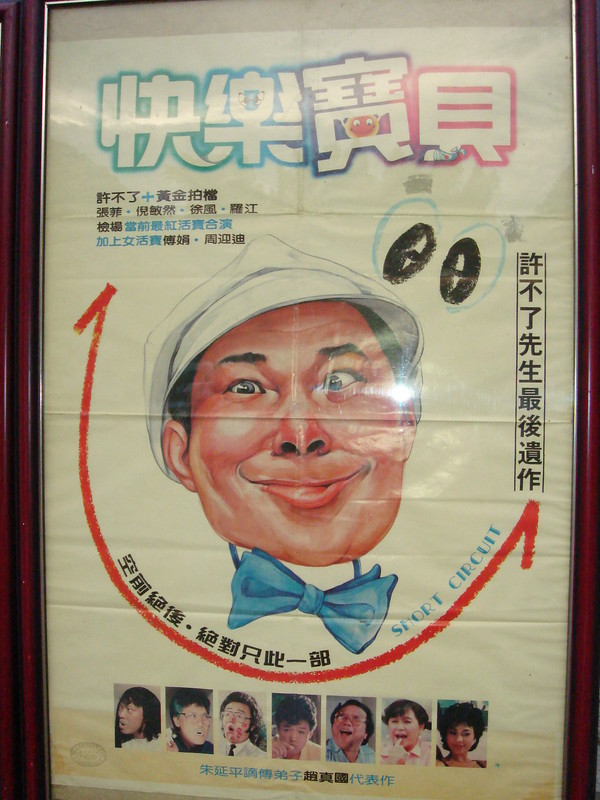 快樂寶貝
許不了＋黃金拍檔
張菲・倪敏然・徐風・羅江
檢場當前最紅活寶合演
加上女活寶傅娟・周迎迪
許不了先生最後遺作
空前絕後・絕對只此一部
SHORT CIRCUIT
朱延平謫傳弟子趙真國代表作